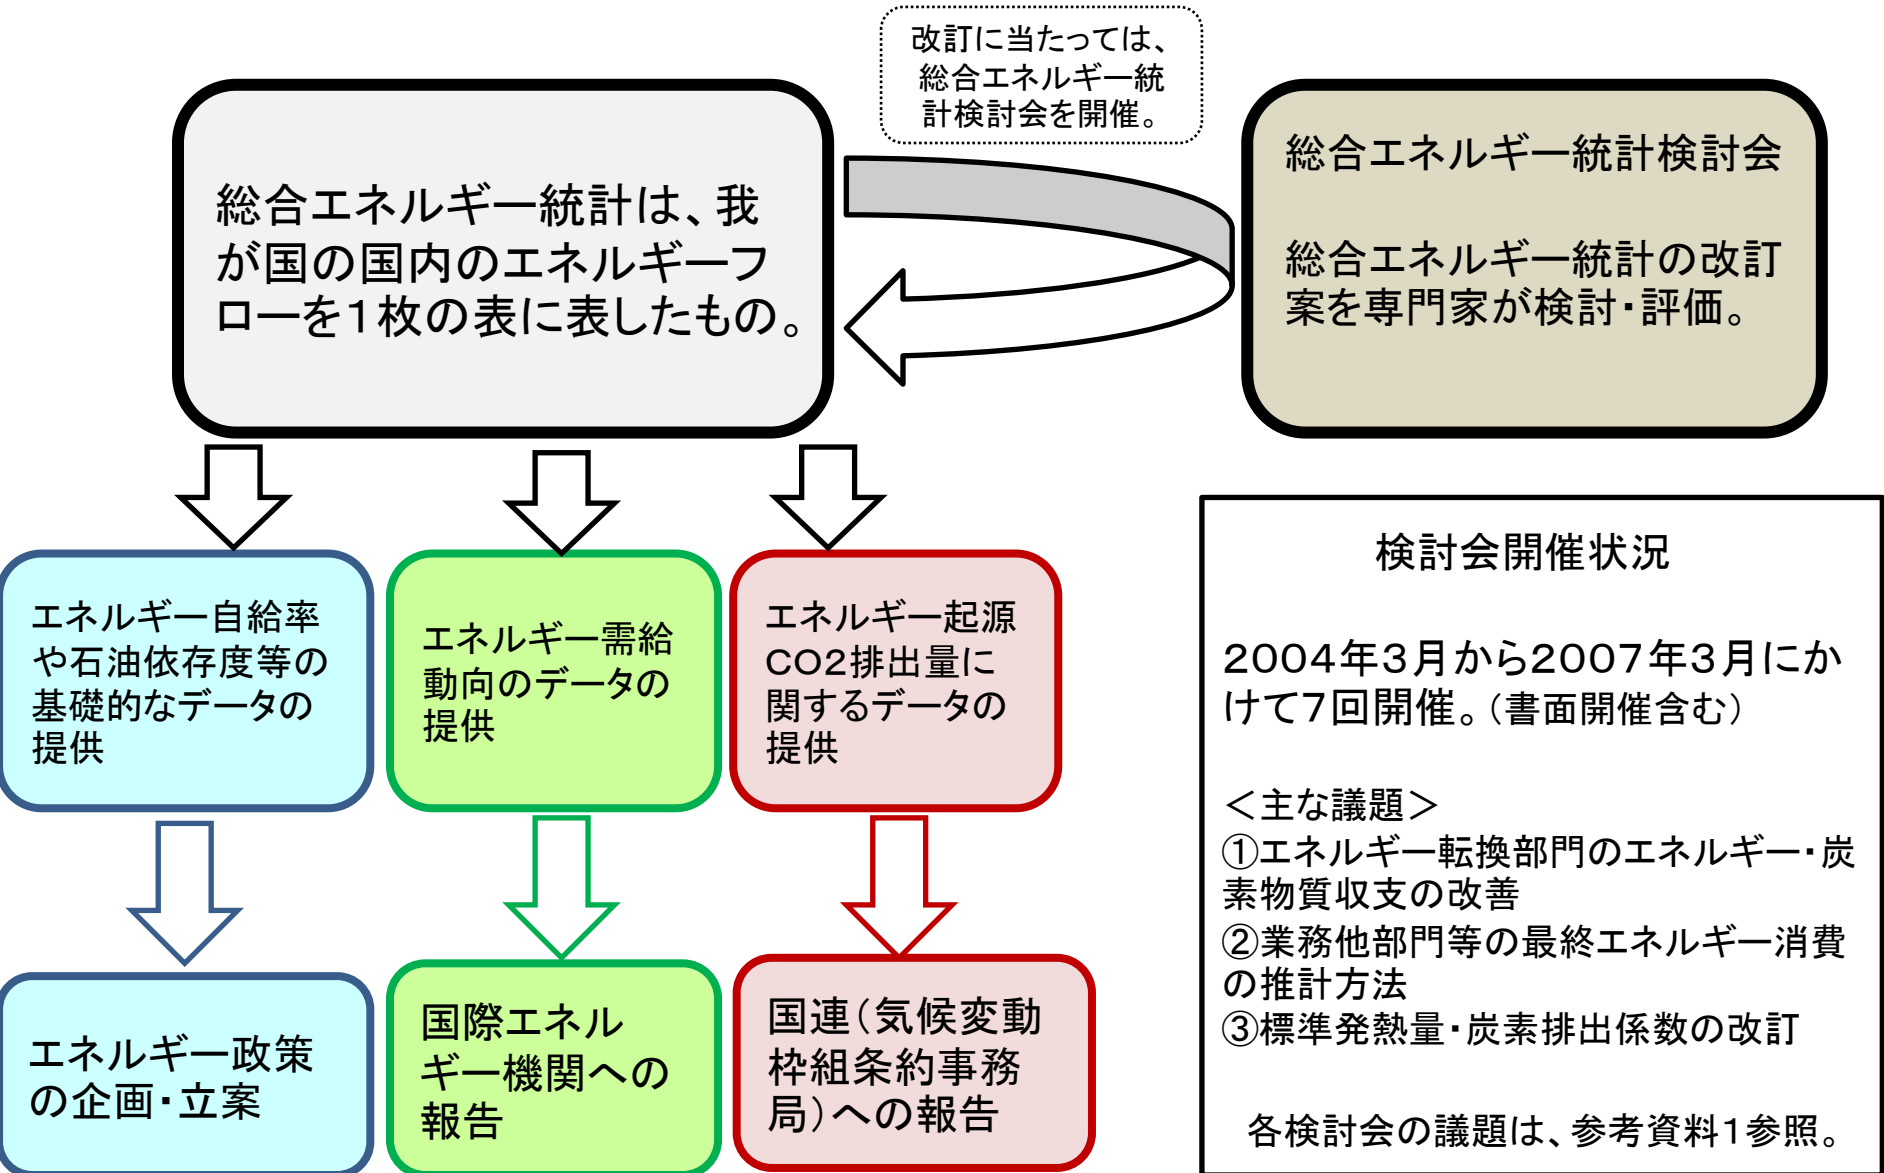 改訂に当たっては、
総合エネルギー統
計検討会を開催。
総合エネルギー統計は、我
が国の国内のエネルギーフ
ローを1枚の表に表したもの。
総合エネルギー統計検討会
総合エネルギー統計の改訂
案を専門家が検討・評価。
エネルギー自給率
や石油依存度等の
基礎的なデータの
提供
エネルギー需給
動向のデータの
提供
エネルギー起源
CO2排出量に
関するデータの
提供
エネルギー政策
の企画・立案
国際エネル
ギー機関への
報告
国連(気候変動
枠組条約事務
局)への報告
検討会開催状況
2004年3月から2007年3月にか
けて7回開催。(書面開催含む)
＜主な議題＞
①エネルギー転換部門のエネルギー・炭
素物質収支の改善
②業務他部門等の最終エネルギー消費
の推計方法
③標準発熱量・炭素排出係数の改訂
各検討会の議題は、参考資料1参照。